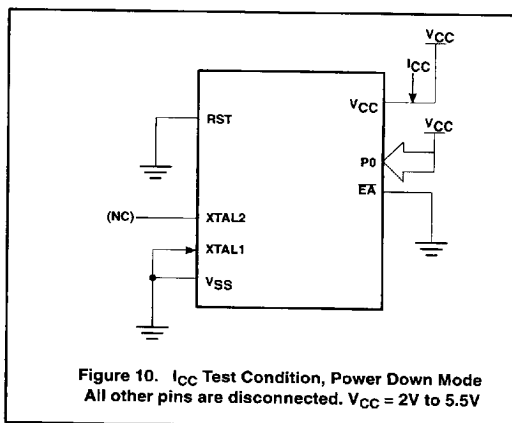 VCC
ICC
VCC
RST
VCC
P0
EA
(NC)
XTAL2
XTAL1
VSS
Figure 10. ICC Test Condition, Power Down Mode
All other pins are disconnected. VCC = 2V to 5.5V